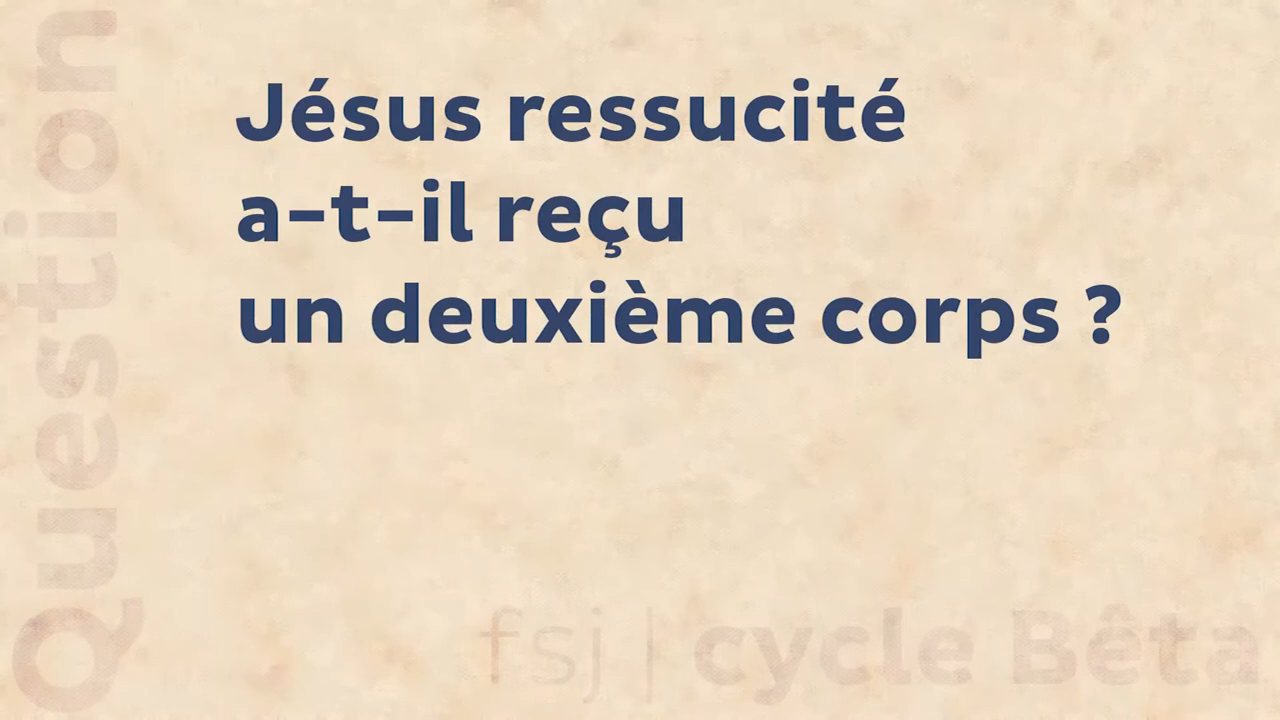 Question
Jésus ressucité
a-t-il reçu
un deuxième corps ?
fsj | cycle Bêta